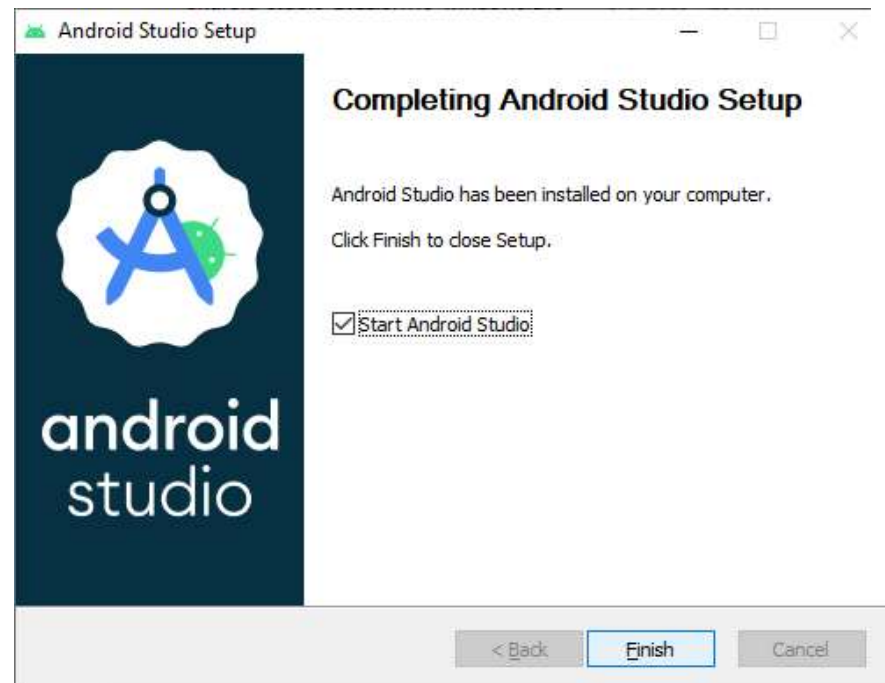 Android Studio Setup
Completing Android Studio Setup
Android Studio has been installed on your computer.
Click Finish to close Setup.
Start Android Studio
android
studio
< Back
Finish
Cancel